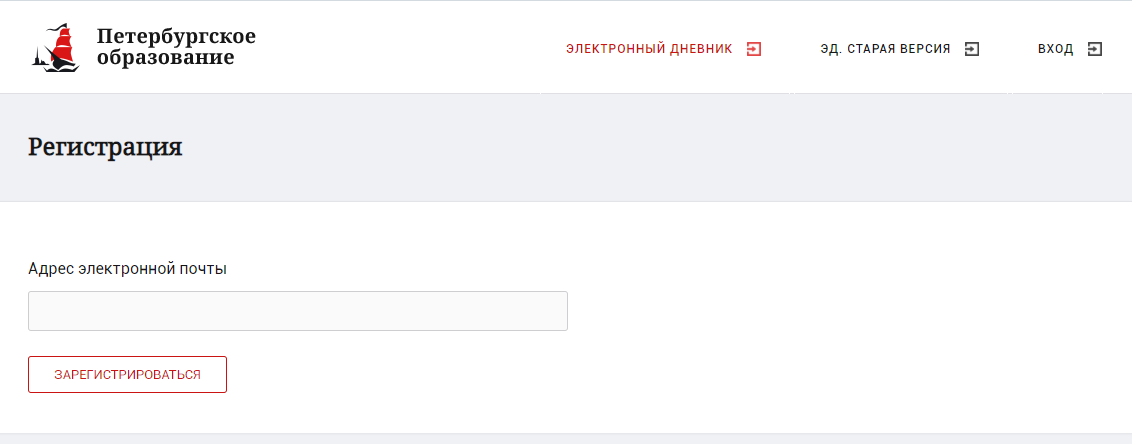 Петербургское
образование
ЭЛЕКТРОННЫЙ ДНЕВНИК
ЭД. СТАРАЯ ВЕРСИЯ
ВХОД
Регистрация
Адрес электронной почты
ЗАРЕГИСТРИРОВАТЬСЯ